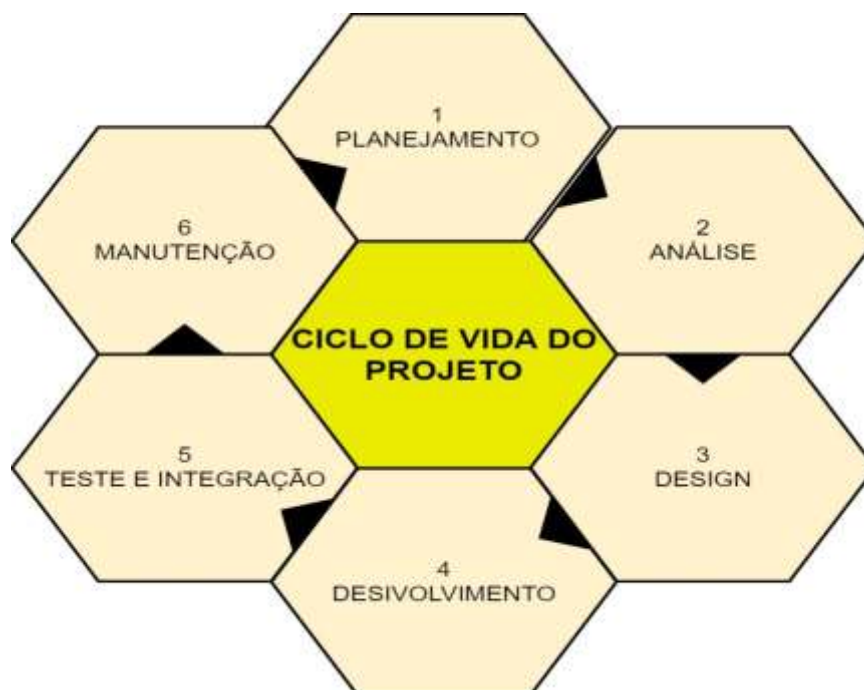 1
PLANEJAMENTO
2
ANÁLISE
6
MANUTENÇÃO
CICLO DE VIDA DO
PROJETO
3
DESIGN
5
TESTE E INTEGRAÇÃO
4
DESIVOLVIMENTO